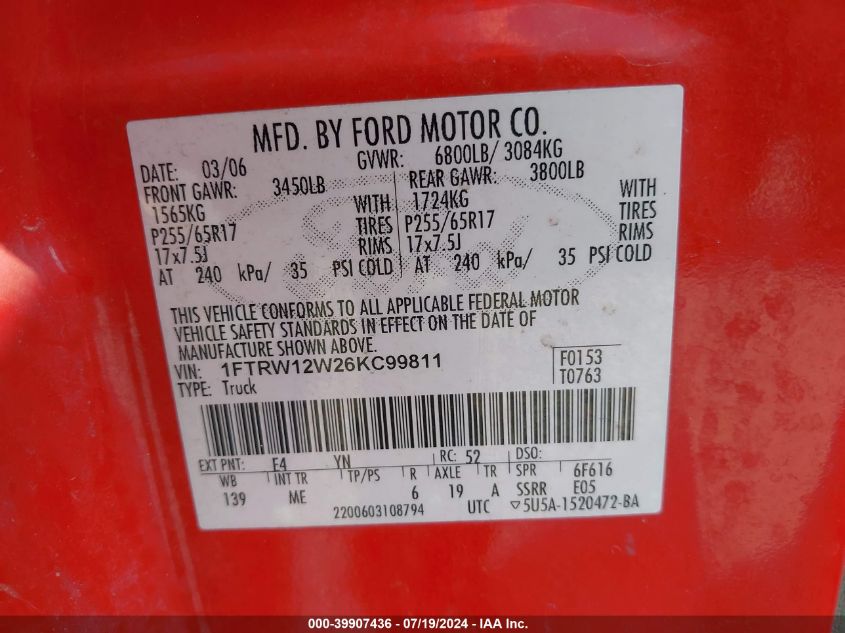 MFD. BY FORD MOTOR CO.
DATE: 03/06 GVWR: 6800LB/ 3084KG
FRONT GAWR: 3450LB REAR GAWR: 3800LB
1565KG WITH 1724KG WITH
P255/65R17 TIRES P255/65R17 TIRES
17x7.5J RIMS 17x7.5J RIMS
AT 240 kPa/ 35 PSI COLD AT 240 kPa/ 35 PSI COLD
THIS VEHICLE CONFORMS TO ALL APPLICABLE FEDERAL MOTOR
VEHICLE SAFETY STANDARDS IN EFFECT ON THE DATE OF
MANUFACTURE SHOWN ABOVE.
VIN: 1FTRW12W26KC99811 F0153
TYPE: Truck T0763
EXT PNT: E4 YN RC: 52 DSO:
WB INT TR TP/PS R AXLE TR SPR 6F616
139 ME 6 19 A SSRR E05
2200603108794 UTC ▽5U5A-1520472-BA
000-39907436 - 07/19/2024 - IAA Inc.